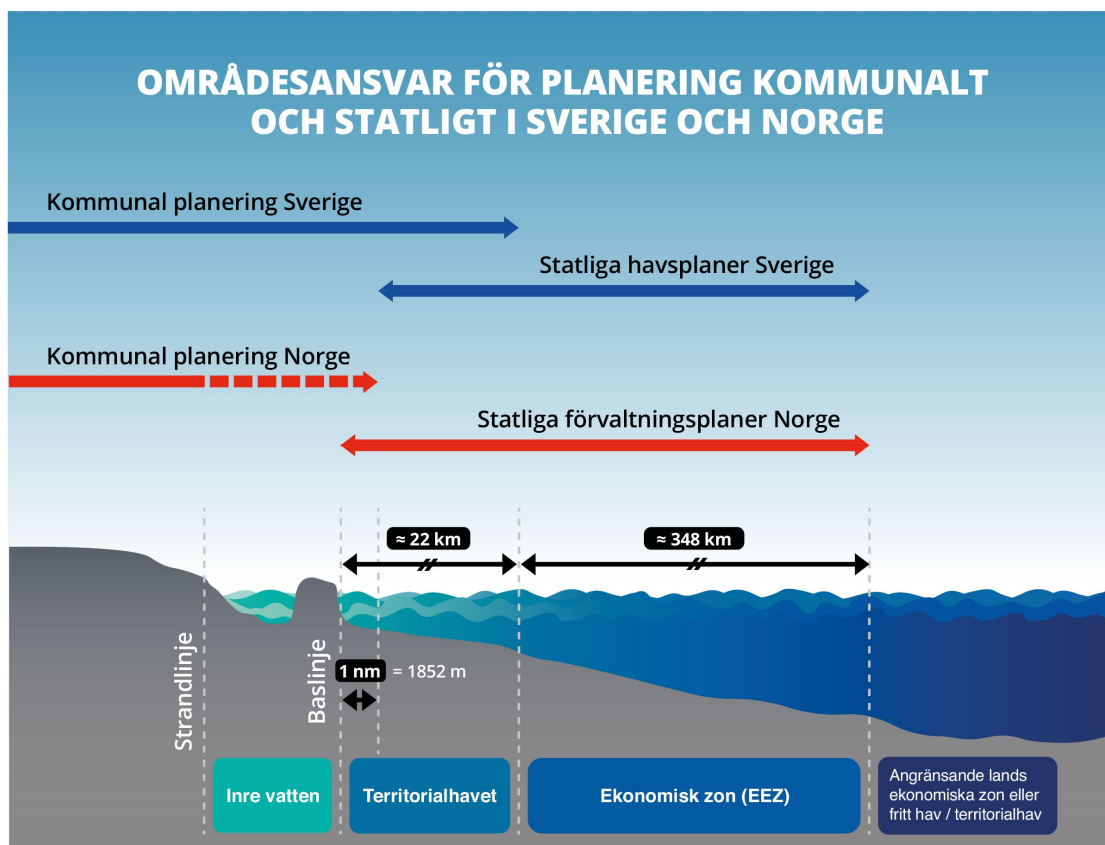 OMRÅDESANSVAR FÖR PLANERING KOMMUNALT
OCH STATLIGT I SVERIGE OCH NORGE
Kommunal planering Sverige
Statliga havsplaner Sverige
Kommunal planering Norge
Statliga förvaltningsplaner Norge
≈ 22 km
≈ 348 km
Strandlinje
Baslinje
1 nm = 1852 m
Inre vatten
Territorialhavet
Ekonomisk zon (EEZ)
Angränsande lands
ekonomiska zon eller
fritt hav / territorialhav